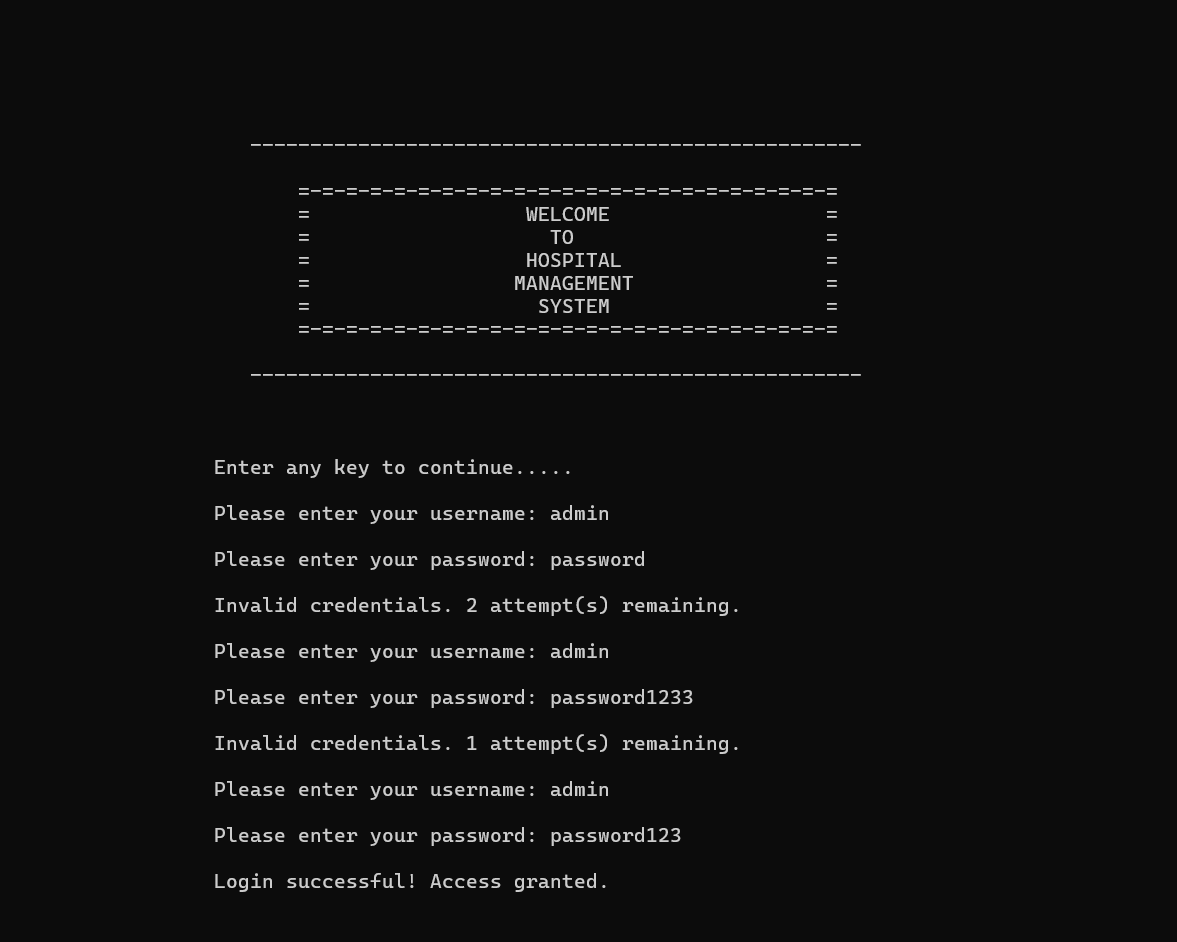 ---------------------------------------------------
=-=-=-=-=-=-=-=-=-=-=-=-=-=-=-=-=-=-=-=-=-=-=
= WELCOME =
= TO =
= HOSPITAL =
= MANAGEMENT =
= SYSTEM =
=-=-=-=-=-=-=-=-=-=-=-=-=-=-=-=-=-=-=-=-=-=-=
---------------------------------------------------
Enter any key to continue.....
Please enter your username: admin
Please enter your password: password
Invalid credentials. 2 attempt(s) remaining.
Please enter your username: admin
Please enter your password: password1233
Invalid credentials. 1 attempt(s) remaining.
Please enter your username: admin
Please enter your password: password123
Login successful! Access granted.